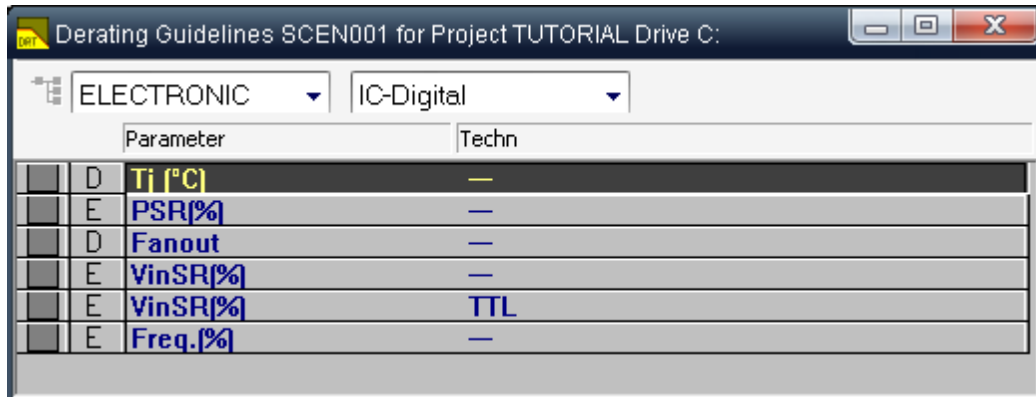 DRT Derating Guidelines SCEN001 for Project TUTORIAL Drive C:
ELECTRONIC IC-Digital
Parameter Techn
D Tj (°C) —
E PSR(%) —
D Fanout —
E VinSR(%) —
E VinSR(%) TTL
E Freq.(%) —